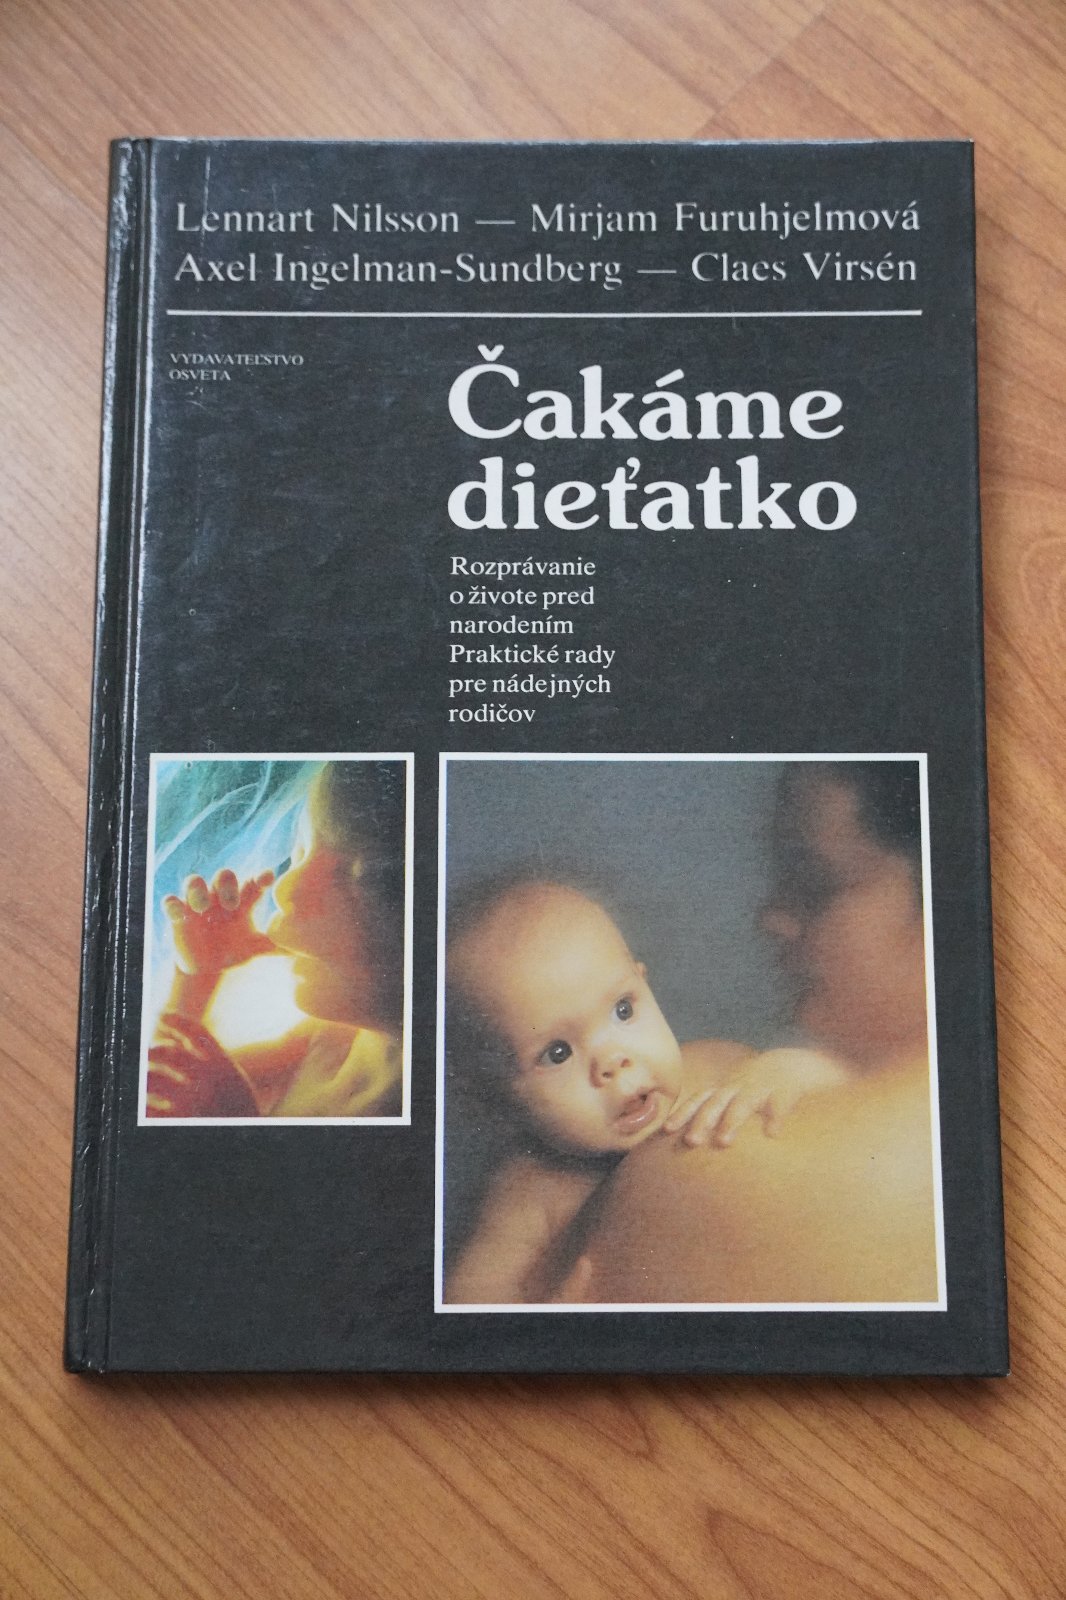 Lennart Nilsson — Mirjam Furuhjelmová
Axel Ingelman-Sundberg — Claes Virsén
VYDAVATEĽSTVO
OSVETA
Čakáme
dieťatko
Rozprávanie
o živote pred
narodením
Praktické rady
pre nádejných
rodičov